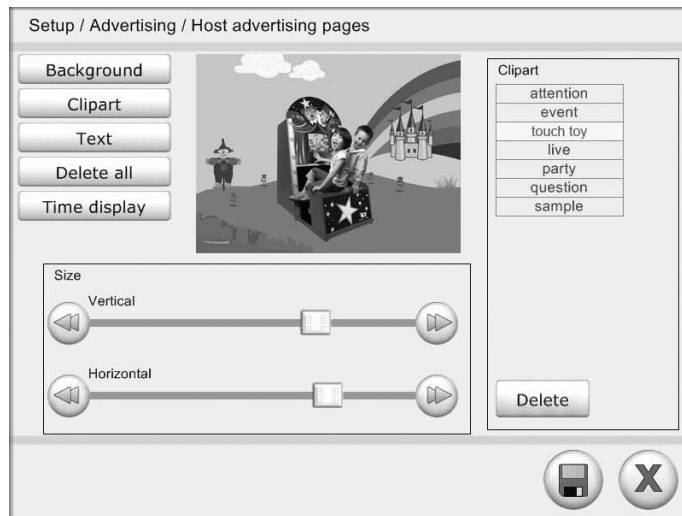 Setup / Advertising / Host advertising pages
Background
Clipart
Text
Delete all
Time display
Clipart
attention
event
touch toy
live
party
question
sample
Size
Vertical
Horizontal
Delete
X